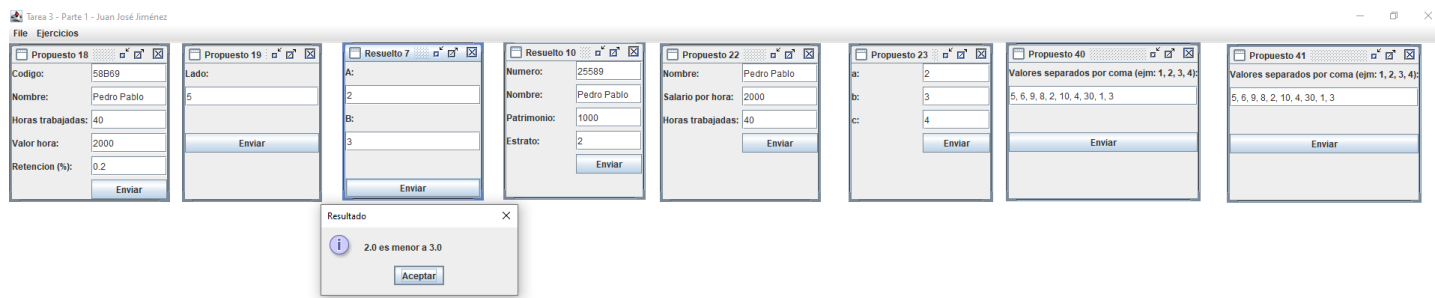 Tarea 3 - Parte 1 - Juan José Jiménez
File Ejercicios
Propuesto 18
Codigo: 58B69
Nombre: Pedro Pablo
Horas trabajadas: 40
Valor hora: 2000
Retencion (%): 0.2
Enviar
Propuesto 19
Lado:
5
Enviar
Resuelto 7
A:
2
B:
3
Enviar
Resuelto 10
Numero: 25589
Nombre: Pedro Pablo
Patrimonio: 1000
Estrato: 2
Enviar
Propuesto 22
Nombre: Pedro Pablo
Salario por hora: 2000
Horas trabajadas: 40
Enviar
Propuesto 23
a: 2
b: 3
c: 4
Enviar
Propuesto 40
Valores separados por coma (ejm: 1, 2, 3, 4):
5, 6, 9, 8, 2, 10, 4, 30, 1, 3
Enviar
Propuesto 41
Valores separados por coma (ejm: 1, 2, 3, 4):
5, 6, 9, 8, 2, 10, 4, 30, 1, 3
Enviar
Resultado
2.0 es menor a 3.0
Aceptar